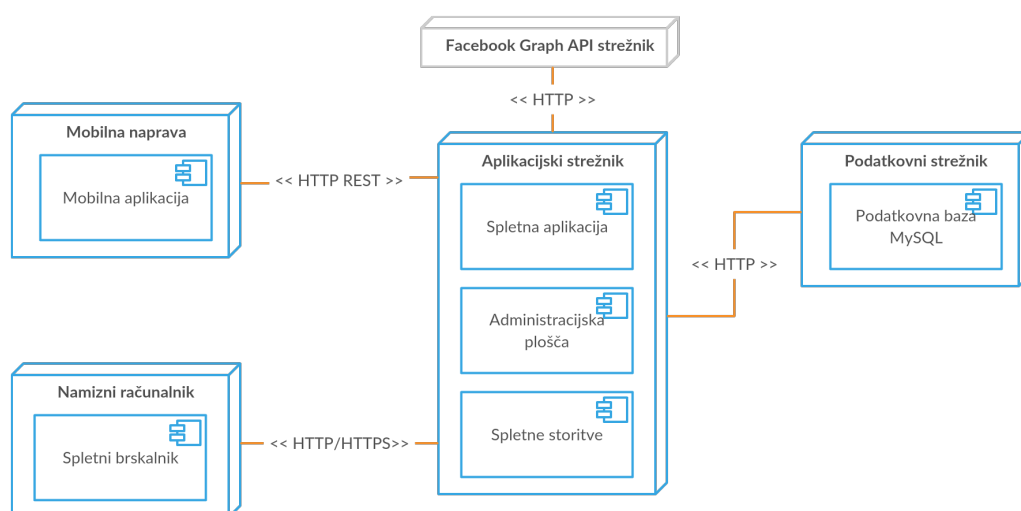 Facebook Graph API strežnik
<< HTTP >>
Mobilna naprava
Mobilna aplikacija
<< HTTP REST >>
Aplikacijski strežnik
Spletna aplikacija
Administracijska
plošča
Spletne storitve
<< HTTP >>
Podatkovni strežnik
Podatkovna baza
MySQL
Namizni računalnik
Spletni brskalnik
<< HTTP/HTTPS>>